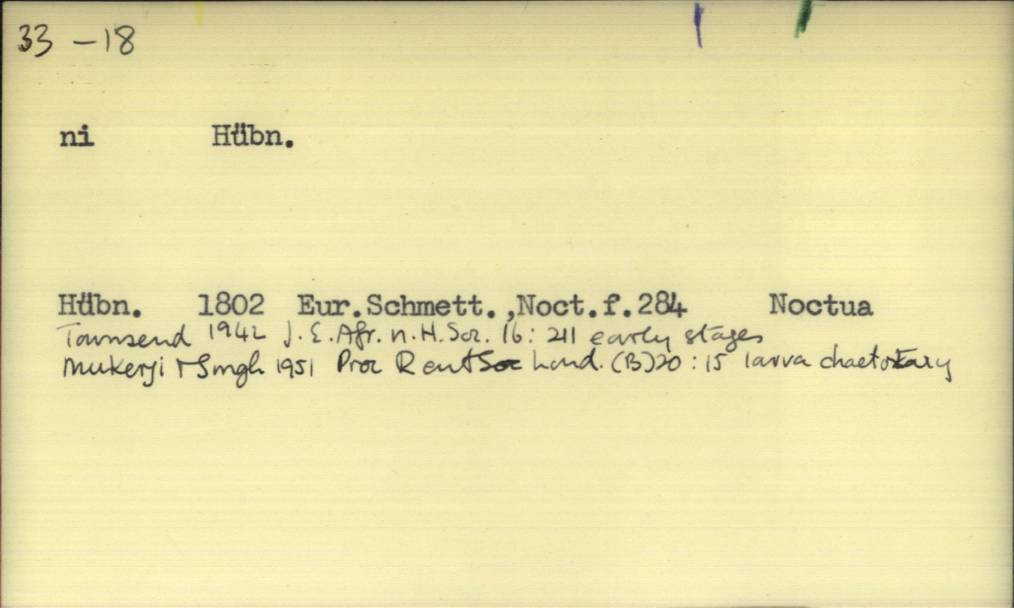 33 -18
ni Hübn.
Hübn. 1802 Eur.Schmett.,Noct.f.284 Noctua
Townsend 1942 J. E. Afr. N. H. Soc. 16: 211 early stages
Mukerji & Singh 1951 Proc R ent Soc Lond. (B)20: 15 larva chaetotaxy